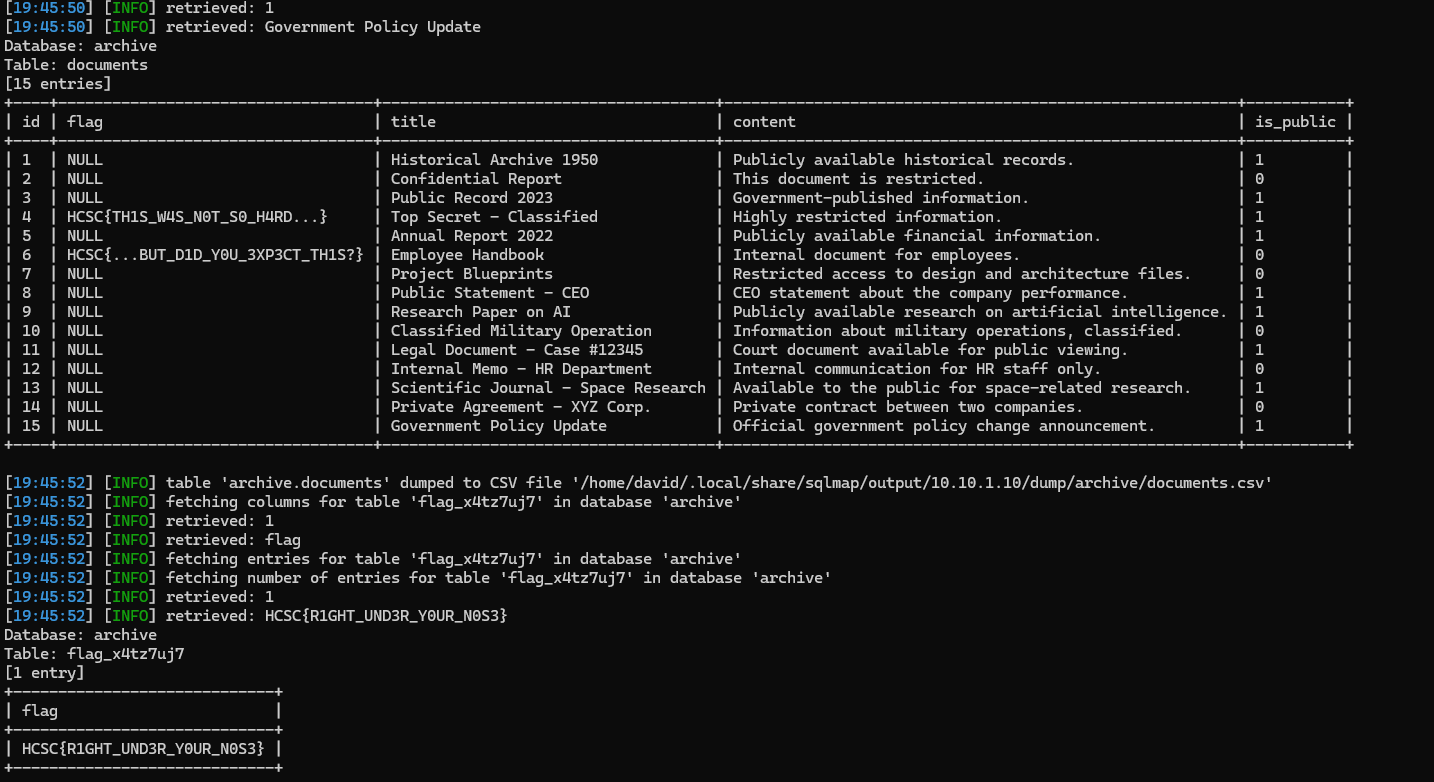 [19:45:50] [INFO] retrieved: 1
[19:45:50] [INFO] retrieved: Government Policy Update
Database: archive
Table: documents
[15 entries]
+----+-----------------------------------+-------------------------------------+---------------------------------------------------------+-----------+
| id | flag                              | title                               | content                                                 | is_public |
+----+-----------------------------------+-------------------------------------+---------------------------------------------------------+-----------+
| 1  | NULL                              | Historical Archive 1950             | Publicly available historical records.                  | 1         |
| 2  | NULL                              | Confidential Report                 | This document is restricted.                            | 0         |
| 3  | NULL                              | Public Record 2023                  | Government-published information.                       | 1         |
| 4  | HCSC{TH1S_W4S_N0T_S0_H4RD...}     | Top Secret - Classified             | Highly restricted information.                          | 1         |
| 5  | NULL                              | Annual Report 2022                  | Publicly available financial information.               | 1         |
| 6  | HCSC{...BUT_D1D_Y0U_3XP3CT_TH1S?} | Employee Handbook                   | Internal document for employees.                        | 0         |
| 7  | NULL                              | Project Blueprints                  | Restricted access to design and architecture files.     | 0         |
| 8  | NULL                              | Public Statement - CEO              | CEO statement about the company performance.            | 1         |
| 9  | NULL                              | Research Paper on AI                | Publicly available research on artificial intelligence. | 1         |
| 10 | NULL                              | Classified Military Operation       | Information about military operations, classified.      | 0         |
| 11 | NULL                              | Legal Document - Case #12345        | Court document available for public viewing.            | 1         |
| 12 | NULL                              | Internal Memo - HR Department       | Internal communication for HR staff only.               | 0         |
| 13 | NULL                              | Scientific Journal - Space Research | Available to the public for space-related research.     | 1         |
| 14 | NULL                              | Private Agreement - XYZ Corp.       | Private contract between two companies.                 | 0         |
| 15 | NULL                              | Government Policy Update            | Official government policy change announcement.         | 1         |
+----+-----------------------------------+-------------------------------------+---------------------------------------------------------+-----------+
[19:45:52] [INFO] table 'archive.documents' dumped to CSV file '/home/david/.local/share/sqlmap/output/10.10.1.10/dump/archive/documents.csv'
[19:45:52] [INFO] fetching columns for table 'flag_x4tz7uj7' in database 'archive'
[19:45:52] [INFO] retrieved: 1
[19:45:52] [INFO] retrieved: flag
[19:45:52] [INFO] fetching entries for table 'flag_x4tz7uj7' in database 'archive'
[19:45:52] [INFO] fetching number of entries for table 'flag_x4tz7uj7' in database 'archive'
[19:45:52] [INFO] retrieved: 1
[19:45:52] [INFO] retrieved: HCSC{R1GHT_UND3R_Y0UR_N0S3}
Database: archive
Table: flag_x4tz7uj7
[1 entry]
+-----------------------------+
| flag                        |
+-----------------------------+
| HCSC{R1GHT_UND3R_Y0UR_N0S3} |
+-----------------------------+